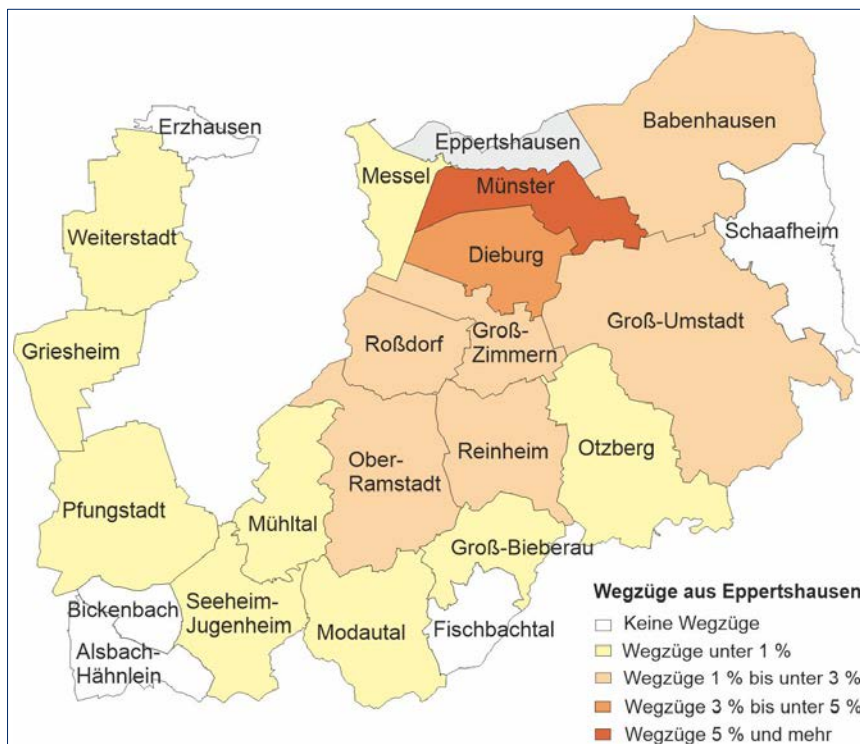 Erzhausen
Babenhausen
Eppertshausen
Messel
Münster
Schaafheim
Weiterstadt
Dieburg
Groß-Umstadt
Griesheim
Roßdorf
Groß-
Zimmern
Otzberg
Ober-
Ramstadt
Reinheim
Pfungstadt
Mühltal
Groß-Bieberau
Bickenbach
Seeheim-
Jugenheim
Modautal
Fischbachtal
Alsbach-
Hähnlein
Wegzüge aus Eppertshausen
Keine Wegzüge
Wegzüge unter 1 %
Wegzüge 1 % bis unter 3 %
Wegzüge 3 % bis unter 5 %
Wegzüge 5 % und mehr